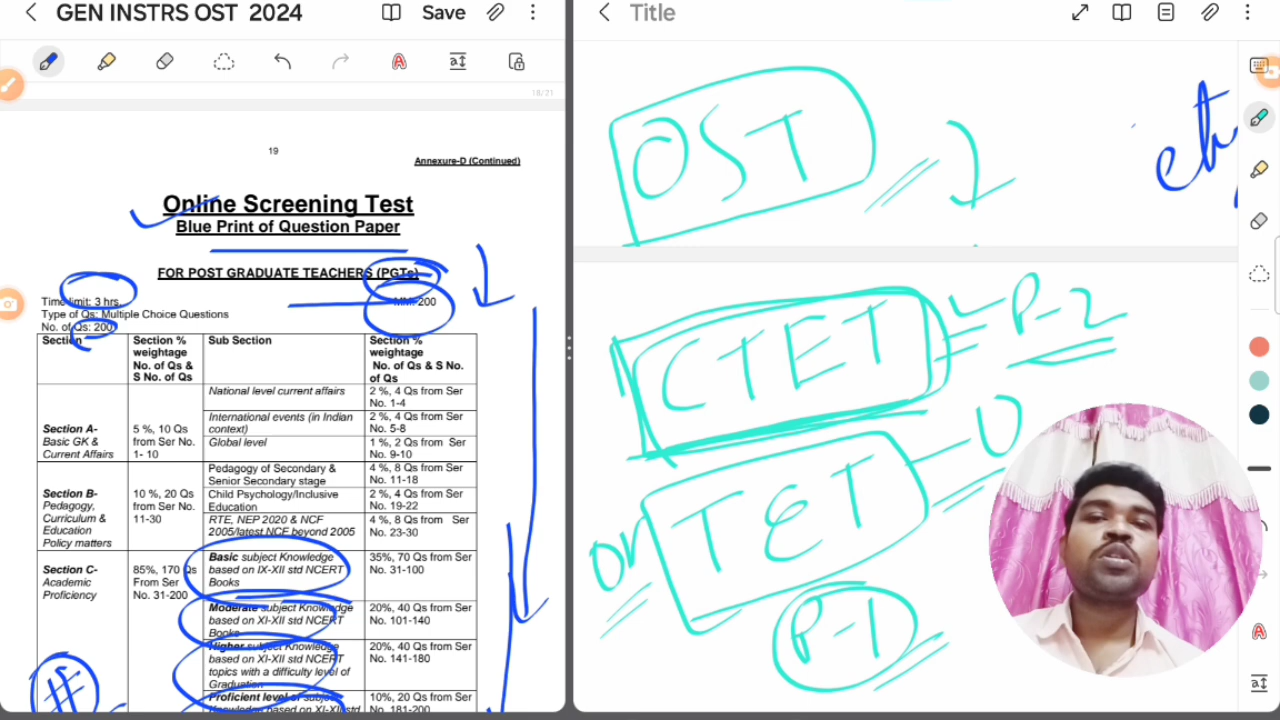 GEN INSTRS OST 2024
Save
18/21
19
Annexure-D (Continued)
Online Screening Test
Blue Print of Question Paper
FOR POST GRADUATE TEACHERS (PGTs)
Time limit: 3 hrs.
MM: 200
Type of Qs: Multiple Choice Questions
No. of Qs: 200
Section
Section %
weightage
No. of Qs &
S No. of Qs
Sub Section
Section %
weightage
No. of Qs & S No.
of Qs
Section A-
Basic GK &
Current Affairs
5 %, 10 Qs
from Ser No.
1- 10
National level current affairs
2 %, 4 Qs from Ser
No. 1-4
International events (in Indian
context)
2 %, 4 Qs from Ser
No. 5-8
Global level
1 %, 2 Qs from Ser
No. 9-10
Section B-
Pedagogy,
Curriculum &
Education
Policy matters
10 %, 20 Qs
from Ser No.
11-30
Pedagogy of Secondary &
Senior Secondary stage
4 %, 8 Qs from Ser
No. 11-18
Child Psychology/Inclusive
Education
2 %, 4 Qs from Ser
No. 19-22
RTE, NEP 2020 & NCF
2005/latest NCF beyond 2005
4 %, 8 Qs from Ser
No. 23-30
Section C-
Academic
Proficiency
85%, 170 Qs
From Ser
No. 31-200
Basic subject Knowledge
based on IX-XII std NCERT
Books
35%, 70 Qs from Ser
No. 31-100
Moderate subject Knowledge
based on XI-XII std NCERT
Books
20%, 40 Qs from Ser
No. 101-140
Higher subject Knowledge
based on XI-XII std NCERT
topics with a difficulty level of
Graduation
20%, 40 Qs from Ser
No. 141-180
Proficient level of subject
Knowledge based on XI-XII std
10%, 20 Qs from Ser
No. 181-200
Title
OST
CTET
P-2
or
TET
P-1